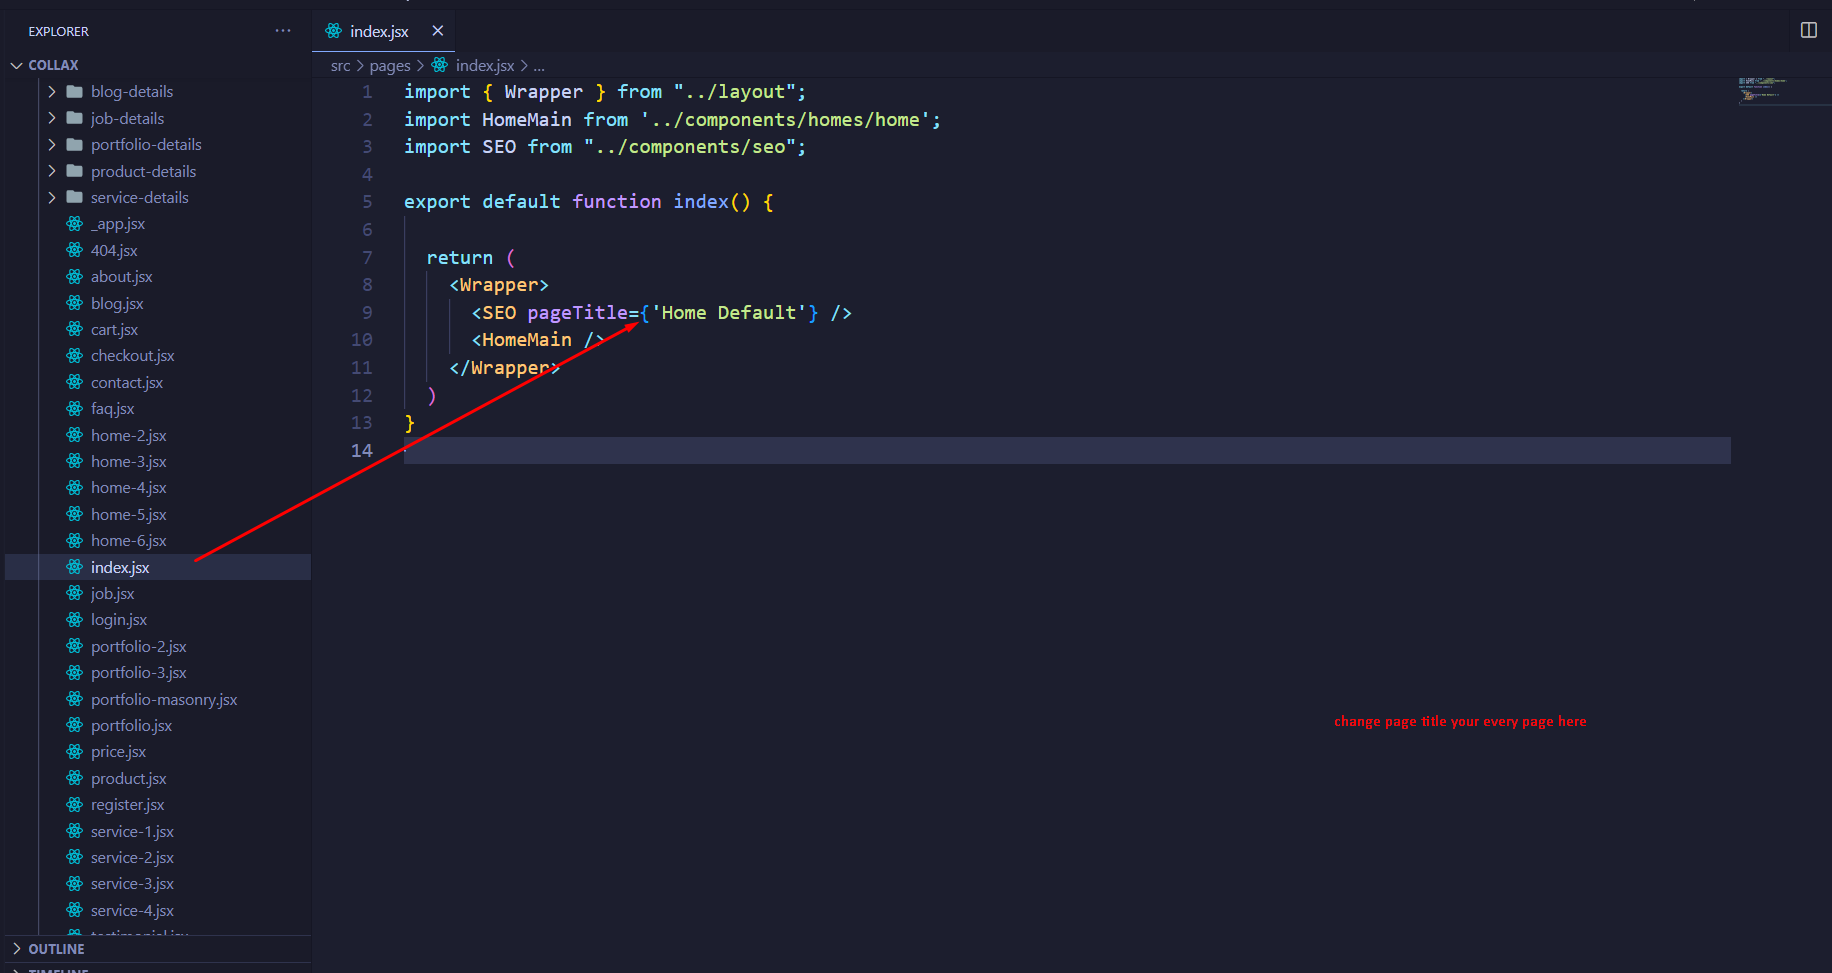 EXPLORER ···
COLLAX
blog-details
job-details
portfolio-details
product-details
service-details
_app.jsx
404.jsx
about.jsx
blog.jsx
cart.jsx
checkout.jsx
contact.jsx
faq.jsx
home-2.jsx
home-3.jsx
home-4.jsx
home-5.jsx
home-6.jsx
index.jsx
job.jsx
login.jsx
portfolio-2.jsx
portfolio-3.jsx
portfolio-masonry.jsx
portfolio.jsx
price.jsx
product.jsx
register.jsx
service-1.jsx
service-2.jsx
service-3.jsx
service-4.jsx
OUTLINE
index.jsx
src > pages > index.jsx > ...
1 import { Wrapper } from "../layout";
2 import HomeMain from '../components/homes/home';
3 import SEO from "../components/seo";
4
5 export default function index() {
6
7 return (
8 <Wrapper>
9 <SEO pageTitle={'Home Default'} />
10 <HomeMain />
11 </Wrapper>
12 )
13 }
14
change page title your every page here